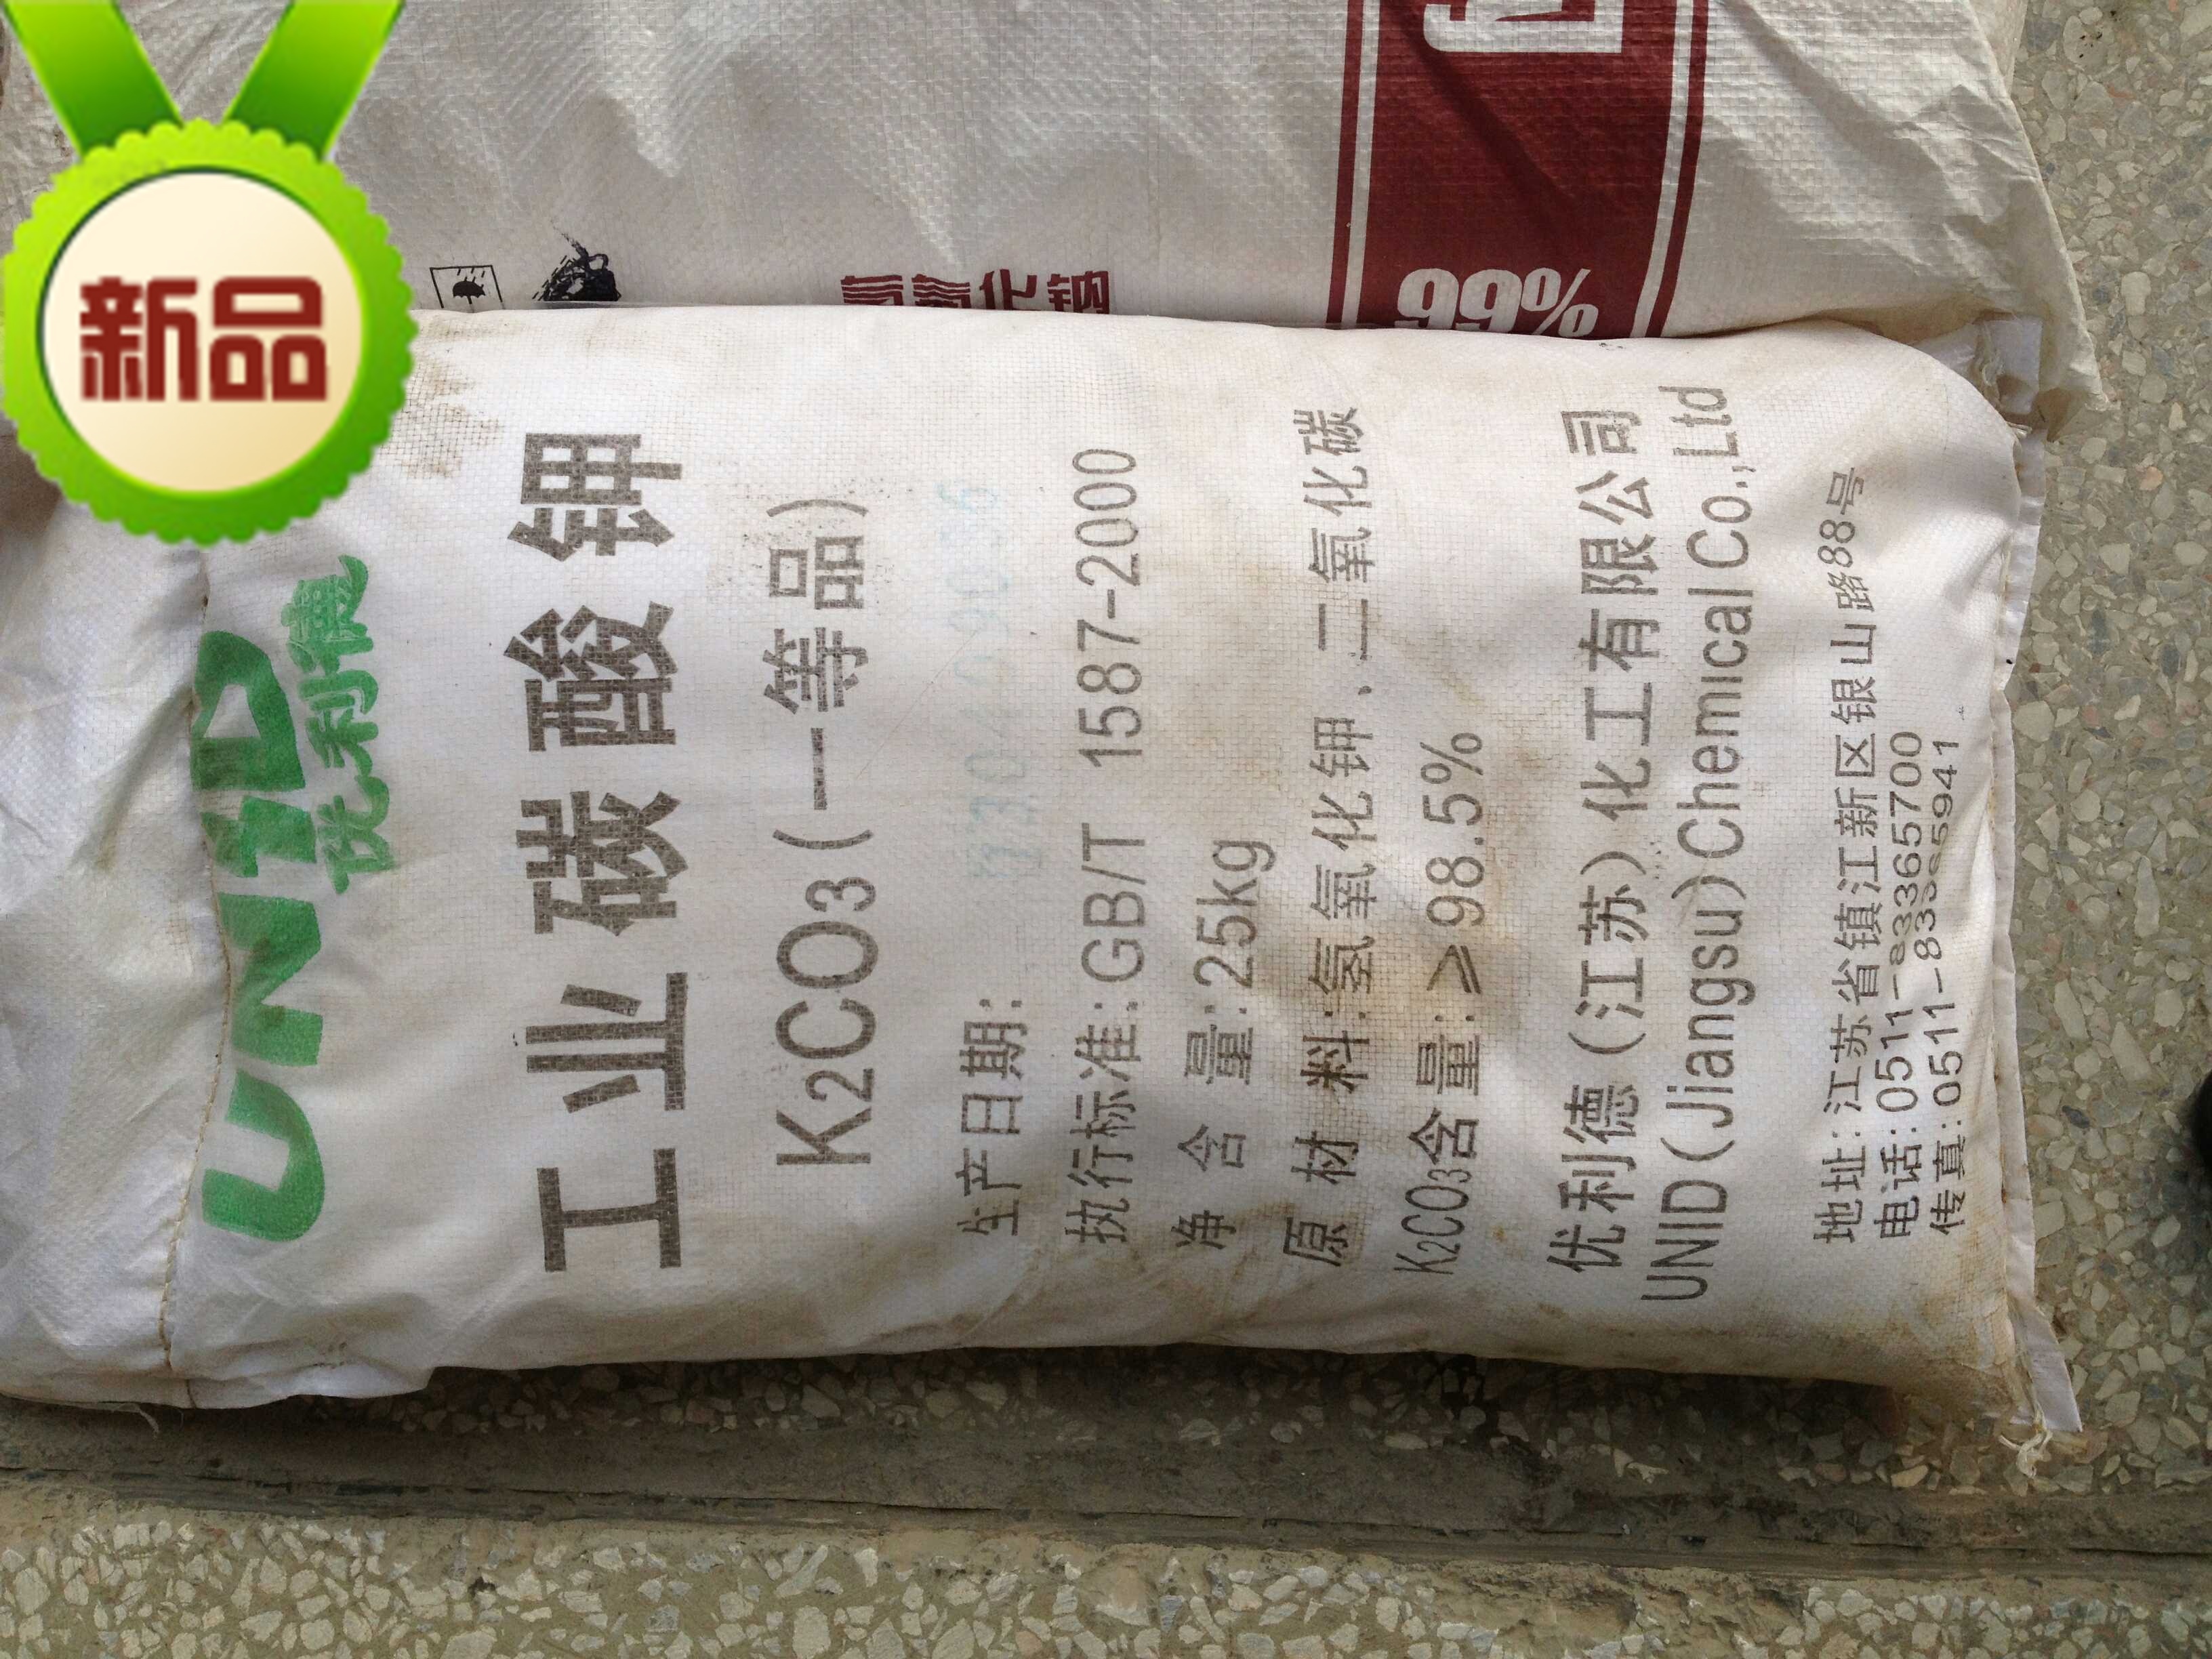 新品
99%
UNID
优利德
工业碳酸钾
K2CO3(一等品)
生产日期:
执行标准:GB/T 1587-2000
净含量:25kg
原材料:氢氧化钾、二氧化碳
K2CO3含量:≥98.5%
优利德(江苏)化工有限公司
UNID(Jiangsu)Chemical Co.,Ltd
地址:江苏省镇江新区银山路88号
电话:0511-83365700
传真:0511-83365941